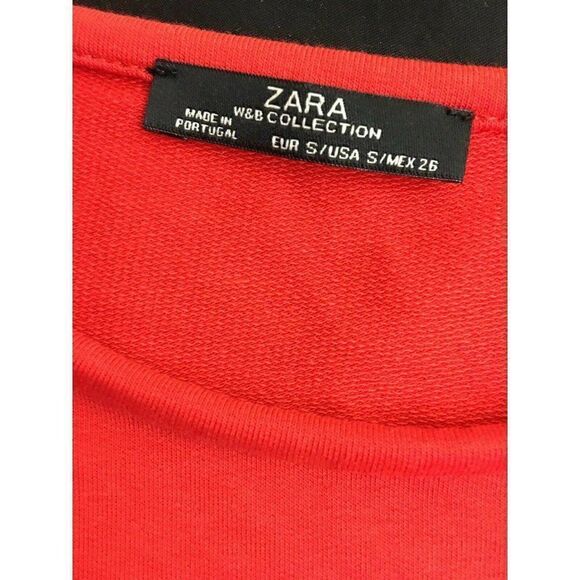 ZARA
W&B COLLECTION
MADE IN
PORTUGAL
EUR S/USA S/MEX 26